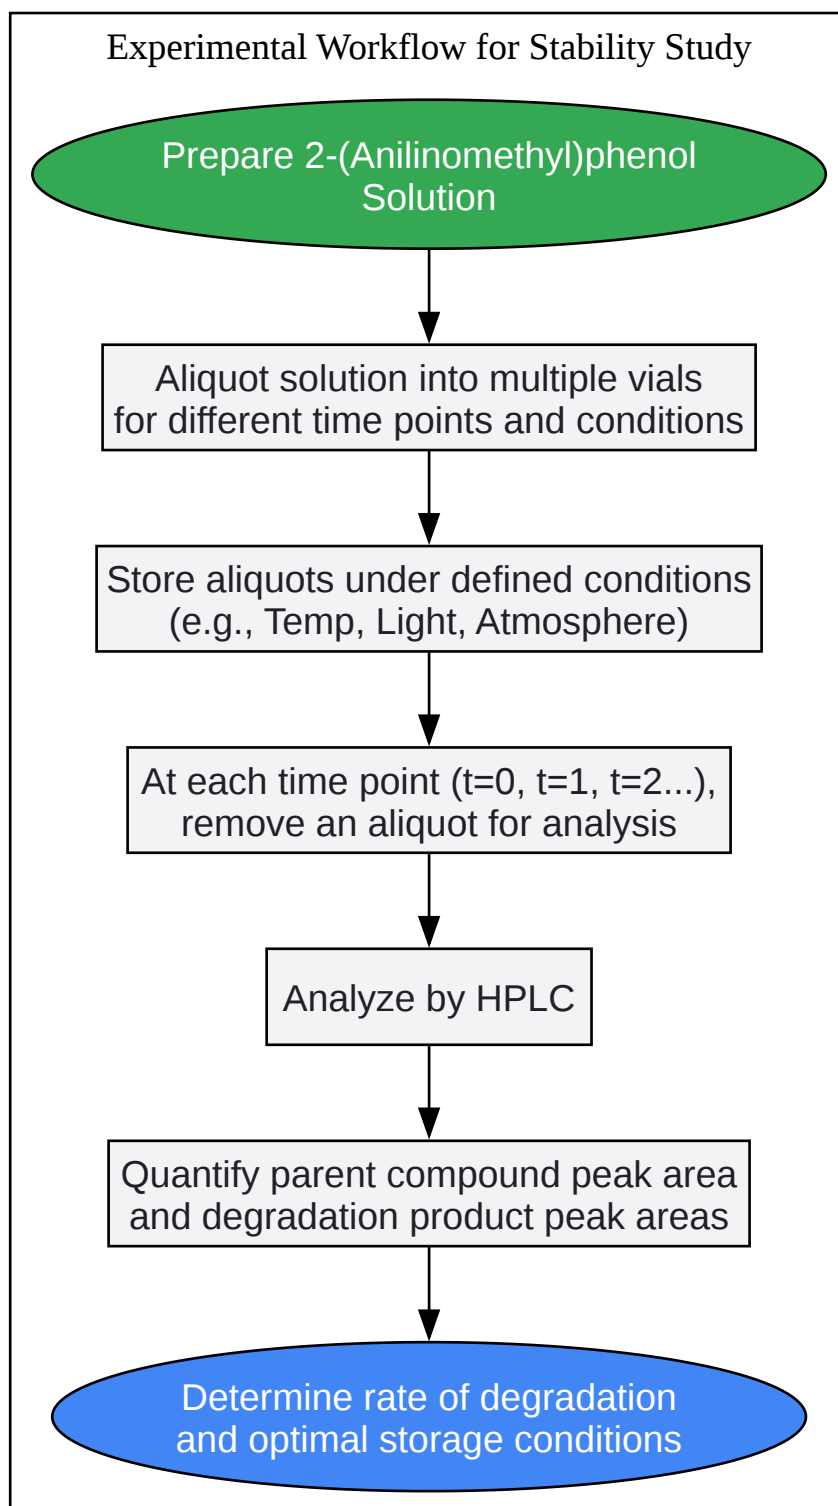 Experimental Workflow for Stability Study
Prepare 2-(Anilinomethyl)phenol
Solution
Aliquot solution into multiple vials
for different time points and conditions
Store aliquots under defined conditions
(e.g., Temp, Light, Atmosphere)
At each time point (t=0, t=1, t=2...),
remove an aliquot for analysis
Analyze by HPLC
Quantify parent compound peak area
and degradation product peak areas
Determine rate of degradation
and optimal storage conditions